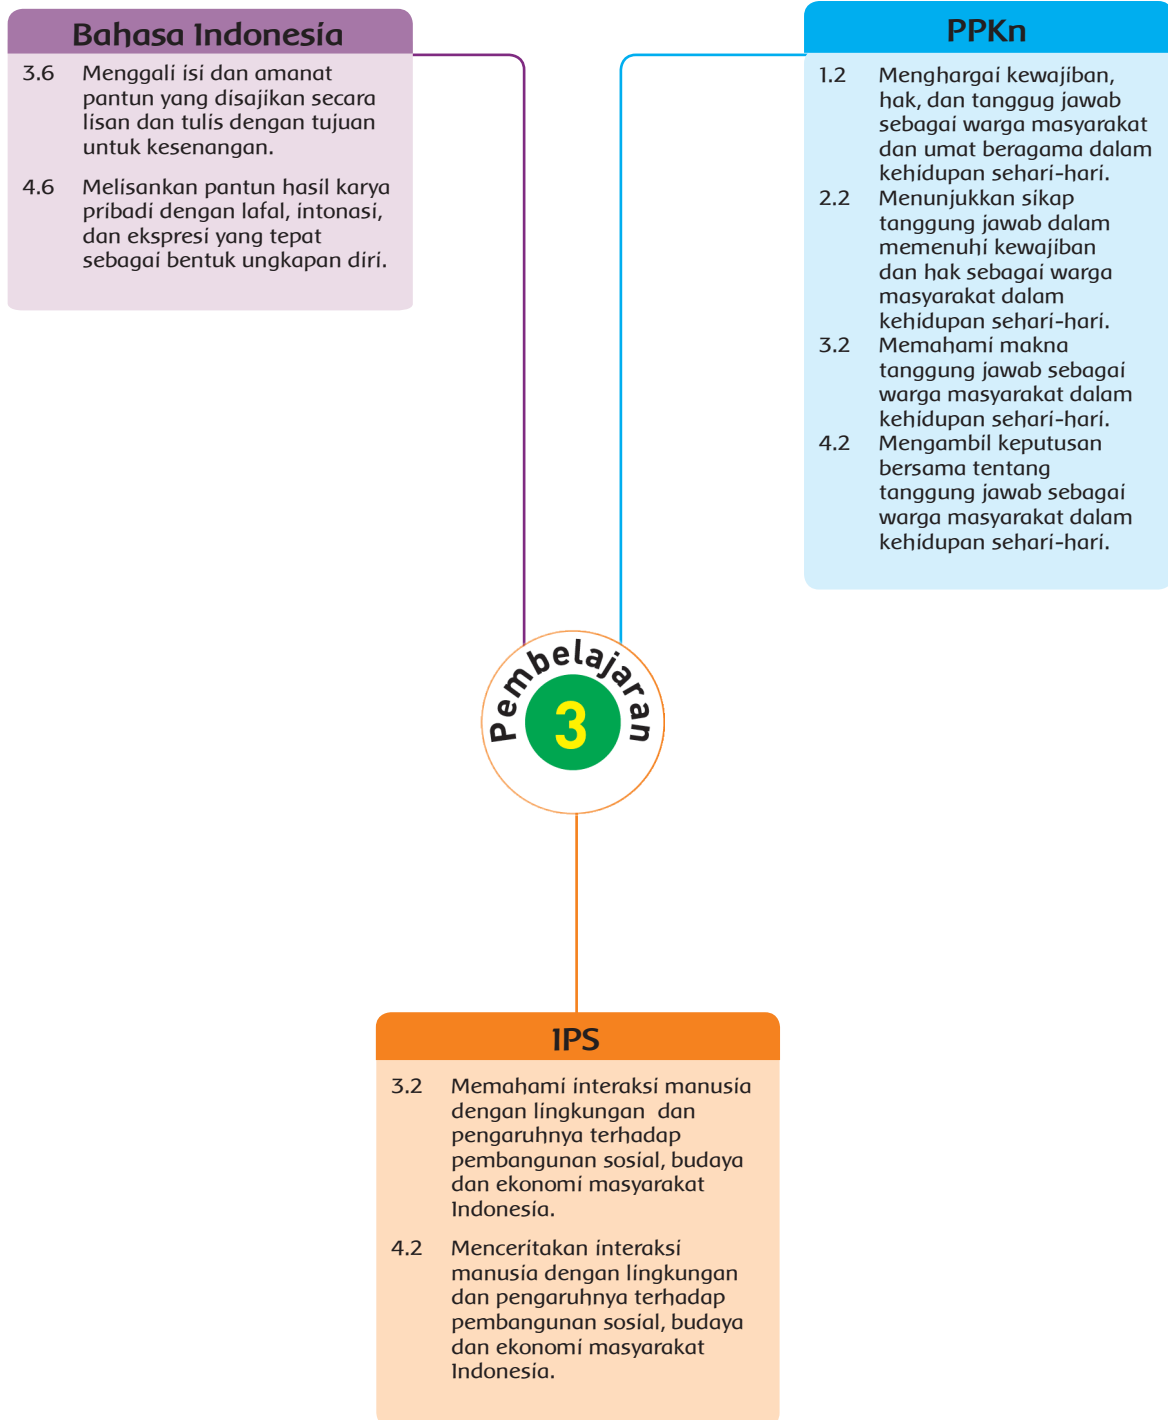 Bahasa Indonesia
3.6 Menggali isi dan amanat
pantun yang disajikan secara
lisan dan tulis dengan tujuan
untuk kesenangan.
4.6 Melisankan pantun hasil karya
pribadi dengan lafal, intonasi,
dan ekspresi yang tepat
sebagai bentuk ungkapan diri.
PPKn
1.2 Menghargai kewajiban,
hak, dan tanggug jawab
sebagai warga masyarakat
dan umat beragama dalam
kehidupan sehari-hari.
2.2 Menunjukkan sikap
tanggung jawab dalam
memenuhi kewajiban
dan hak sebagai warga
masyarakat dalam
kehidupan sehari-hari.
3.2 Memahami makna
tanggung jawab sebagai
warga masyarakat dalam
kehidupan sehari-hari.
4.2 Mengambil keputusan
bersama tentang
tanggung jawab sebagai
warga masyarakat dalam
kehidupan sehari-hari.
Pembelajaran
3
IPS
3.2 Memahami interaksi manusia
dengan lingkungan dan
pengaruhnya terhadap
pembangunan sosial, budaya
dan ekonomi masyarakat
Indonesia.
4.2 Menceritakan interaksi
manusia dengan lingkungan
dan pengaruhnya terhadap
pembangunan sosial, budaya
dan ekonomi masyarakat
Indonesia.